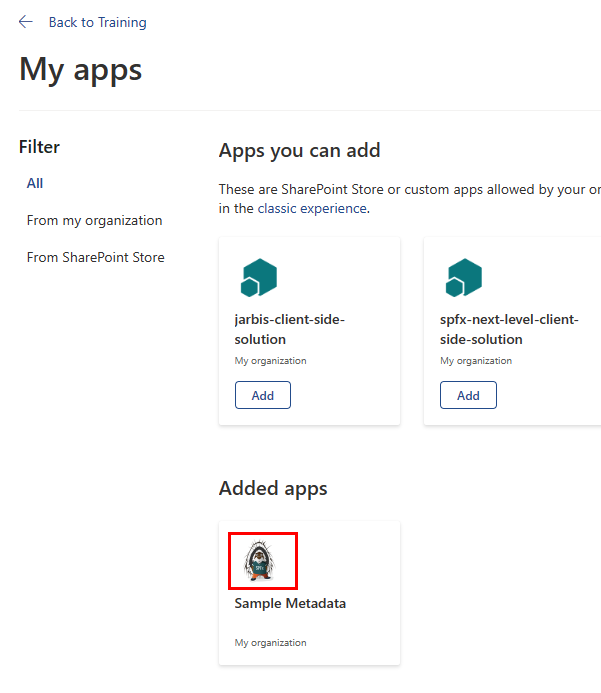 Back to Training
My apps
Filter
All
From my organization
From SharePoint Store
Apps you can add
These are SharePoint Store or custom apps allowed by your
in the classic experience.
jarbis-client-side-
solution
My organization
Add
spfx-next-level-client-
side-solution
My organization
Add
Added apps
SPFx
Sample Metadata
My organization